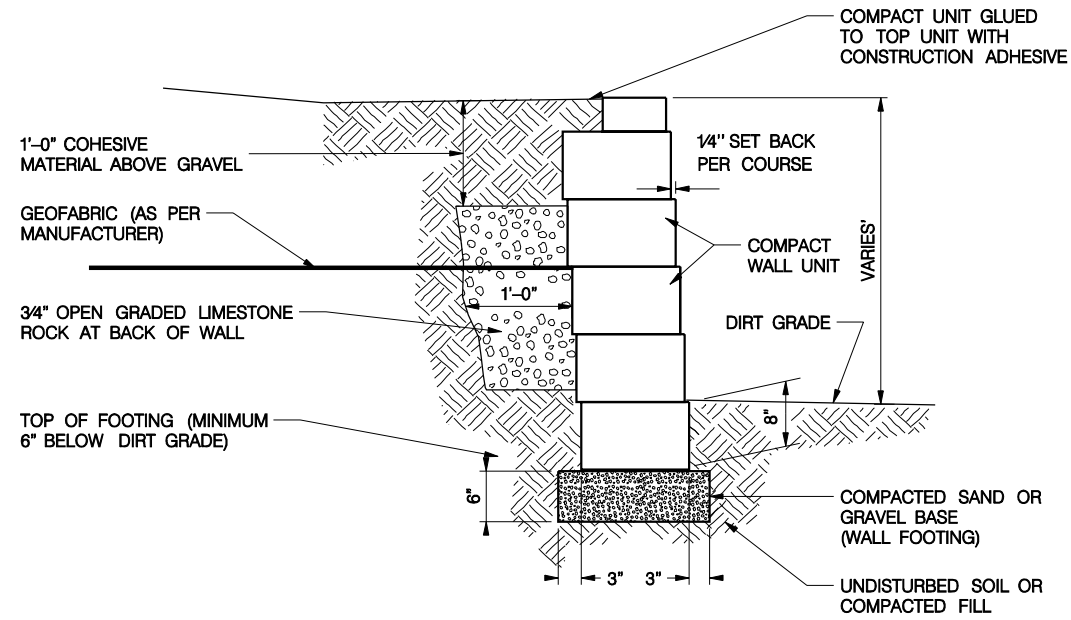 COMPACT UNIT GLUED
TO TOP UNIT WITH
CONSTRUCTION ADHESIVE
1'–0" COHESIVE
MATERIAL ABOVE GRAVEL
1/4" SET BACK
PER COURSE
GEOFABRIC (AS PER
MANUFACTURER)
COMPACT
WALL UNIT
VARIES'
1'–0"
3/4" OPEN GRADED LIMESTONE
ROCK AT BACK OF WALL
DIRT GRADE
TOP OF FOOTING (MINIMUM
6" BELOW DIRT GRADE)
8"
6"
COMPACTED SAND OR
GRAVEL BASE
(WALL FOOTING)
3" 3"
UNDISTURBED SOIL OR
COMPACTED FILL